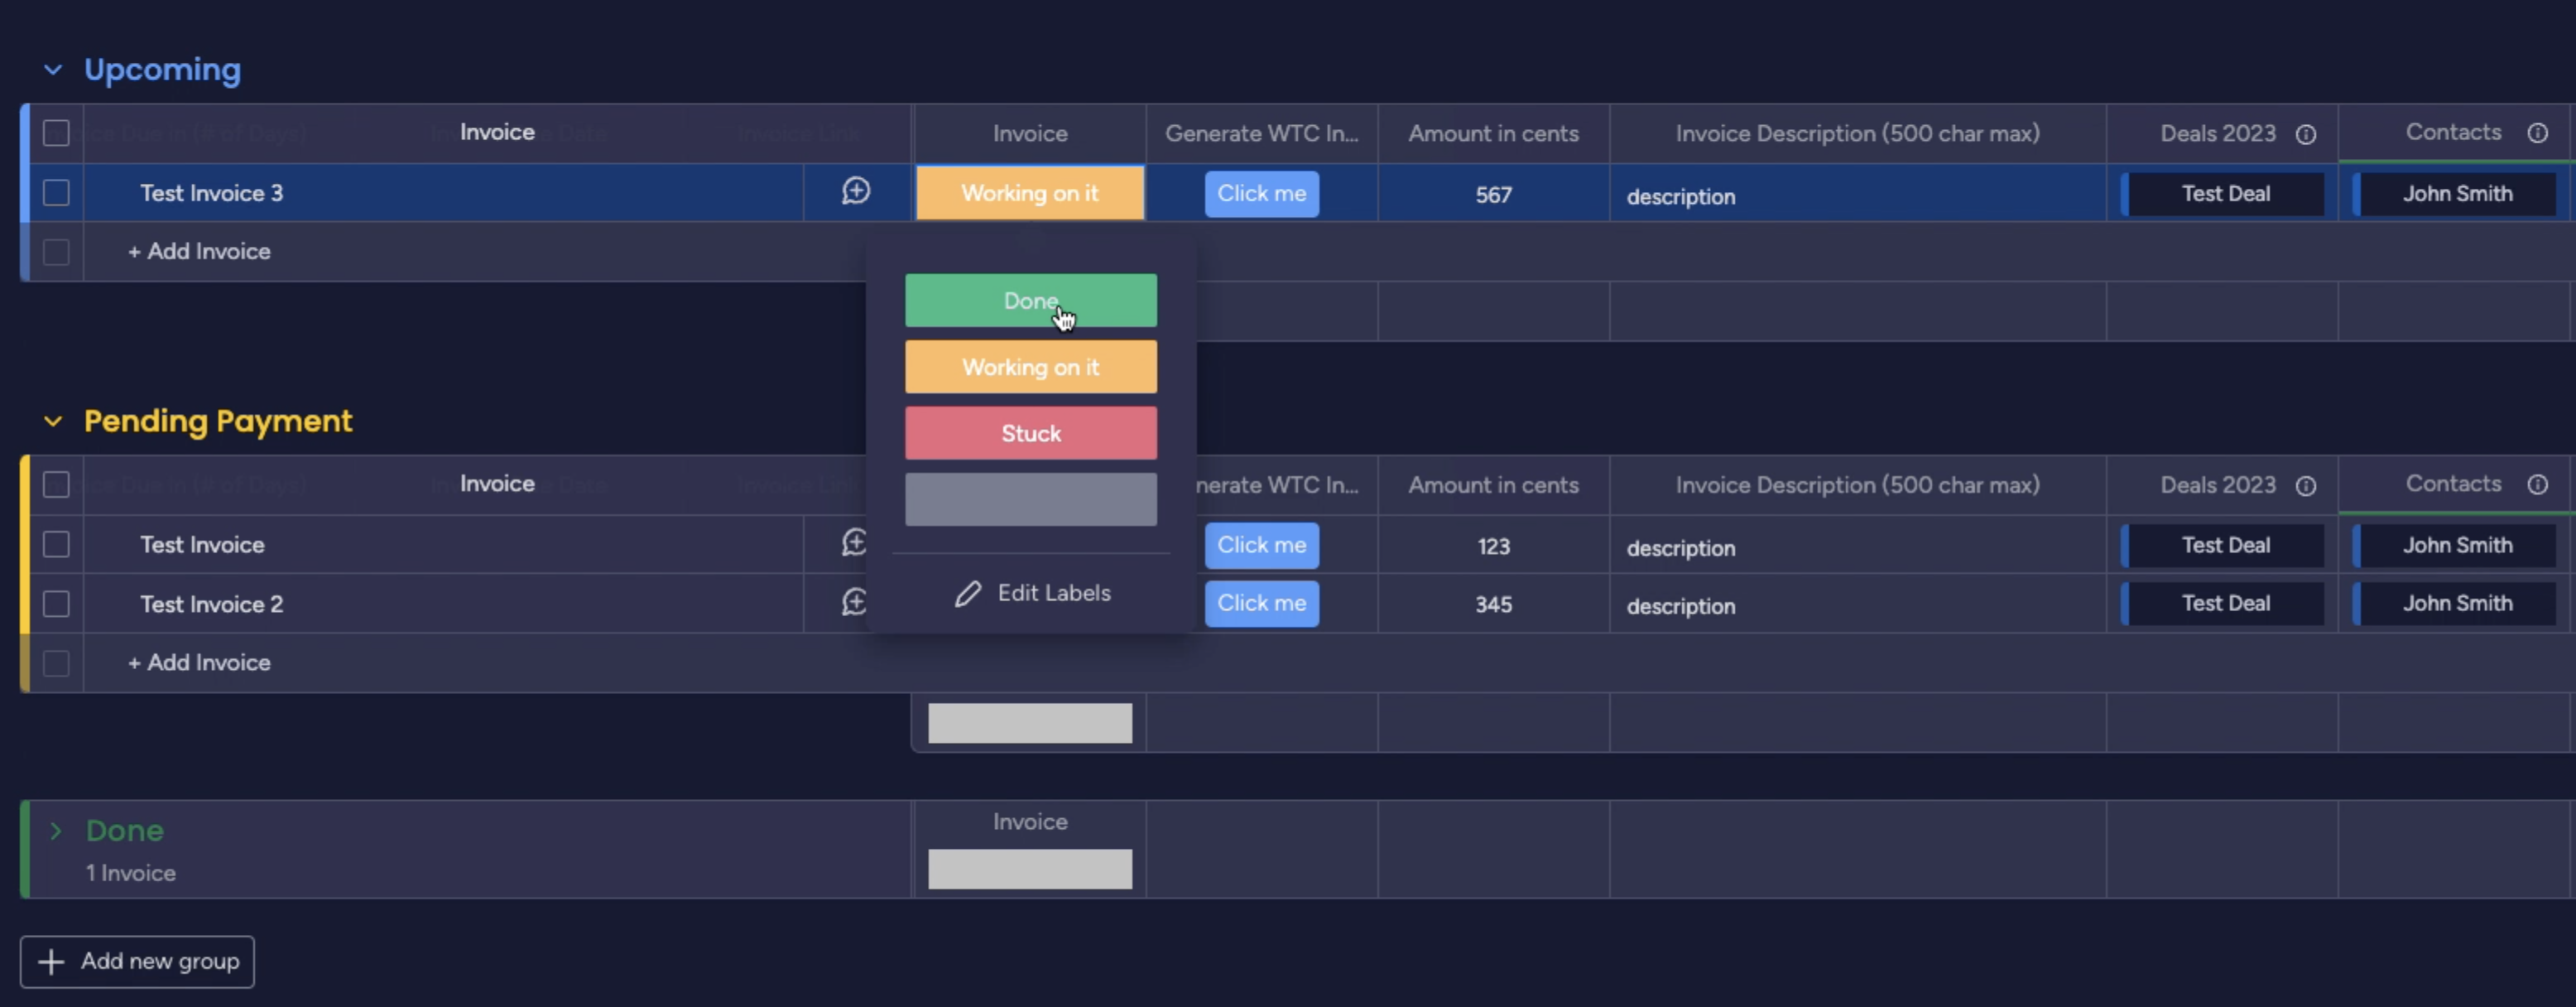 Upcoming
Invoice Invoice Generate WTC In... Amount in cents Invoice Description (500 char max) Deals 2023 Contacts
Test Invoice 3 Working on it Click me 567 description Test Deal John Smith
+ Add Invoice
Done
Working on it
Stuck
Edit Labels
Pending Payment
Invoice nerate WTC In... Amount in cents Invoice Description (500 char max) Deals 2023 Contacts
Test Invoice Click me 123 description Test Deal John Smith
Test Invoice 2 Click me 345 description Test Deal John Smith
+ Add Invoice
Done
1 Invoice
Invoice
Add new group